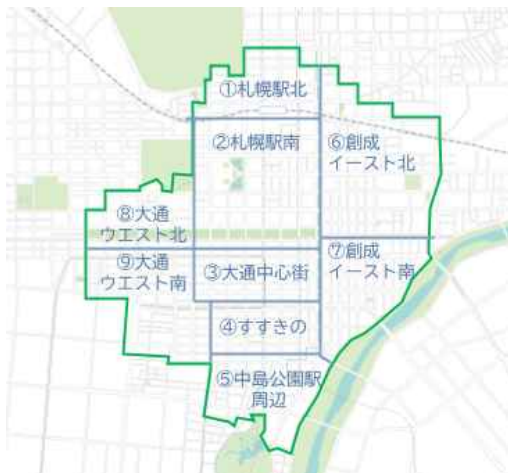 ①札幌駅北
②札幌駅南
⑥創成
イースト北
⑧大通
ウエスト北
⑨大通
ウエスト南
③大通中心街
⑦創成
イースト南
④すすきの
⑤中島公園駅
周辺